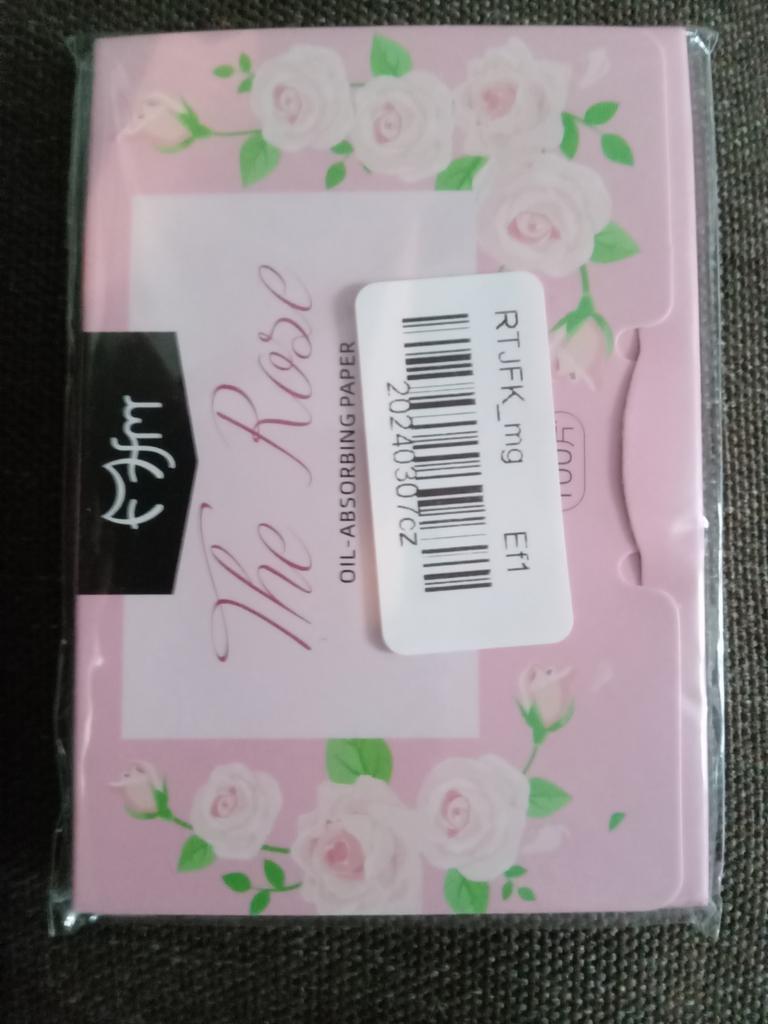 The Rose
OIL-ABSORBING PAPER
RTJFK_mg Ef1
20240307cz